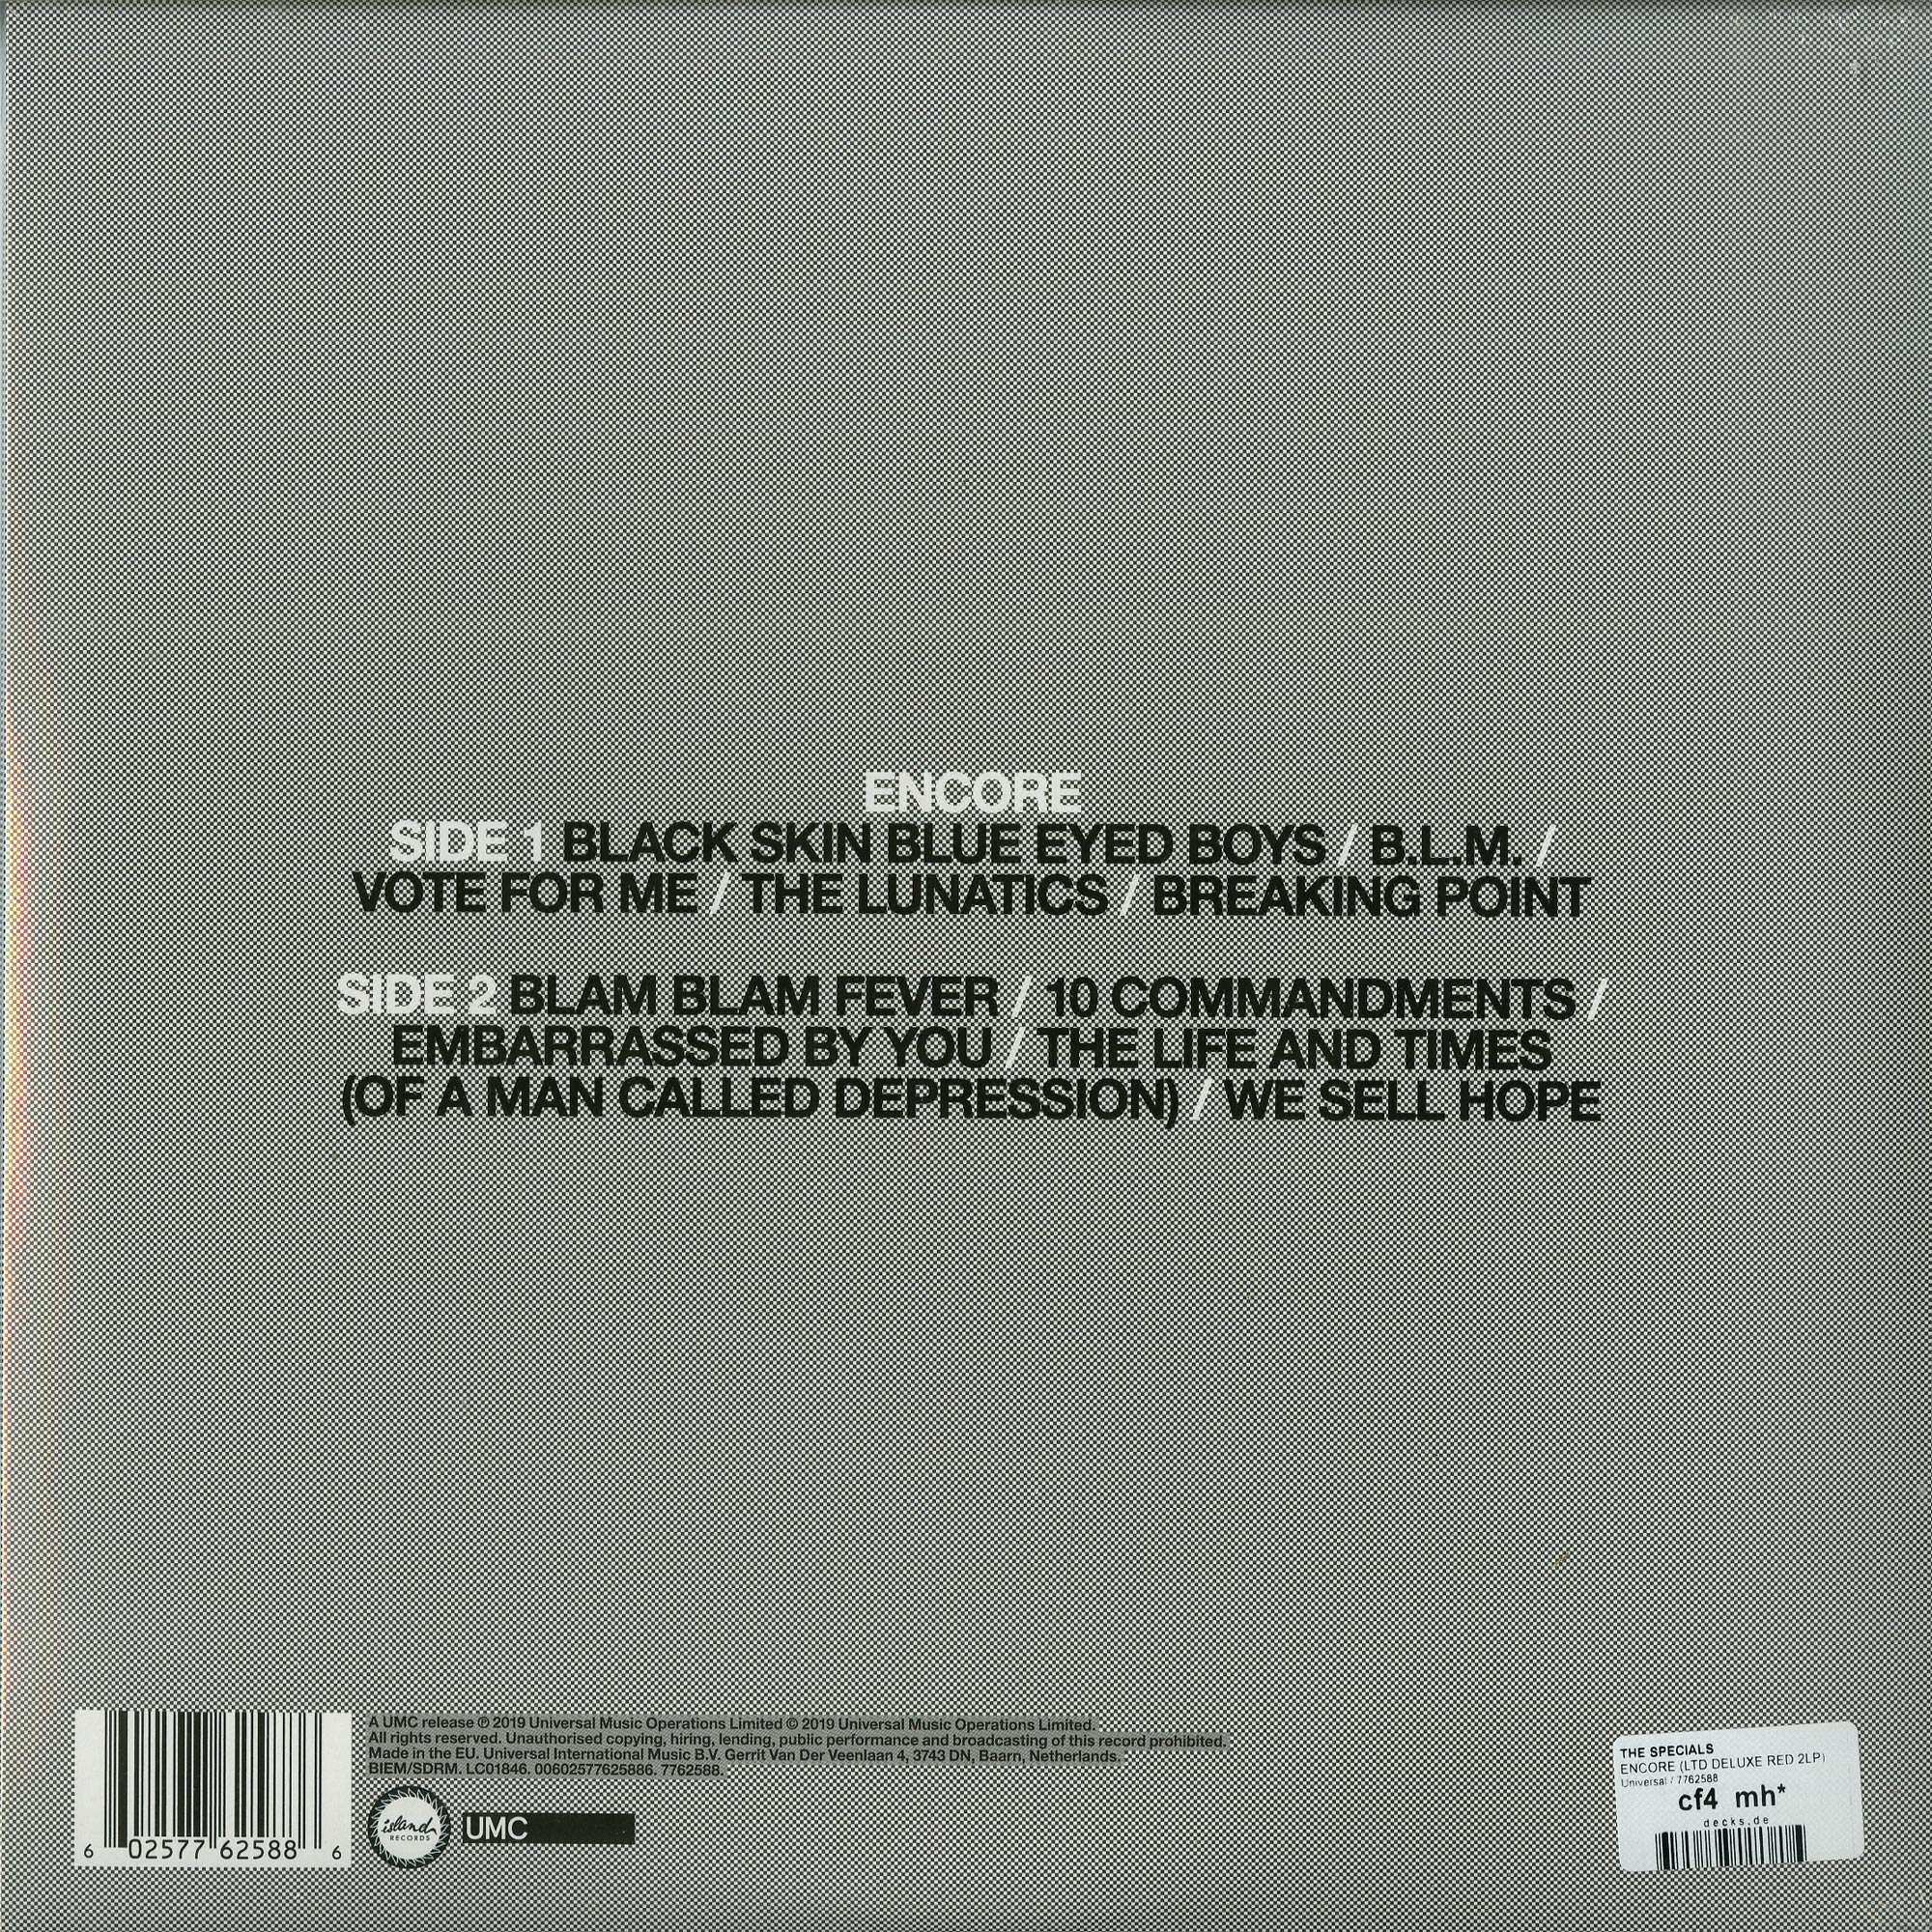 ENCORE
SIDE 1 BLACK SKIN BLUE EYED BOYS / B.L.M. /
VOTE FOR ME / THE LUNATICS / BREAKING POINT
SIDE 2 BLAM BLAM FEVER / 10 COMMANDMENTS /
EMBARRASSED BY YOU / THE LIFE AND TIMES
(OF A MAN CALLED DEPRESSION) / WE SELL HOPE
A UMC release ℗ 2019 Universal Music Operations Limited © 2019 Universal Music Operations Limited.
All rights reserved. Unauthorised copying, hiring, lending, public performance and broadcasting of this record prohibited.
Made in the EU. Universal International Music B.V. Gerrit Van Der Veenlaan 4, 3743 DN, Baarn, Netherlands.
BIEM/SDRM. LC01846. 00602577625886. 7762588.
6 02577 62588 6
island
RECORDS
UMC
THE SPECIALS
ENCORE (LTD DELUXE RED 2LP)
Universal / 7762588
cf4 mh*
decks.de